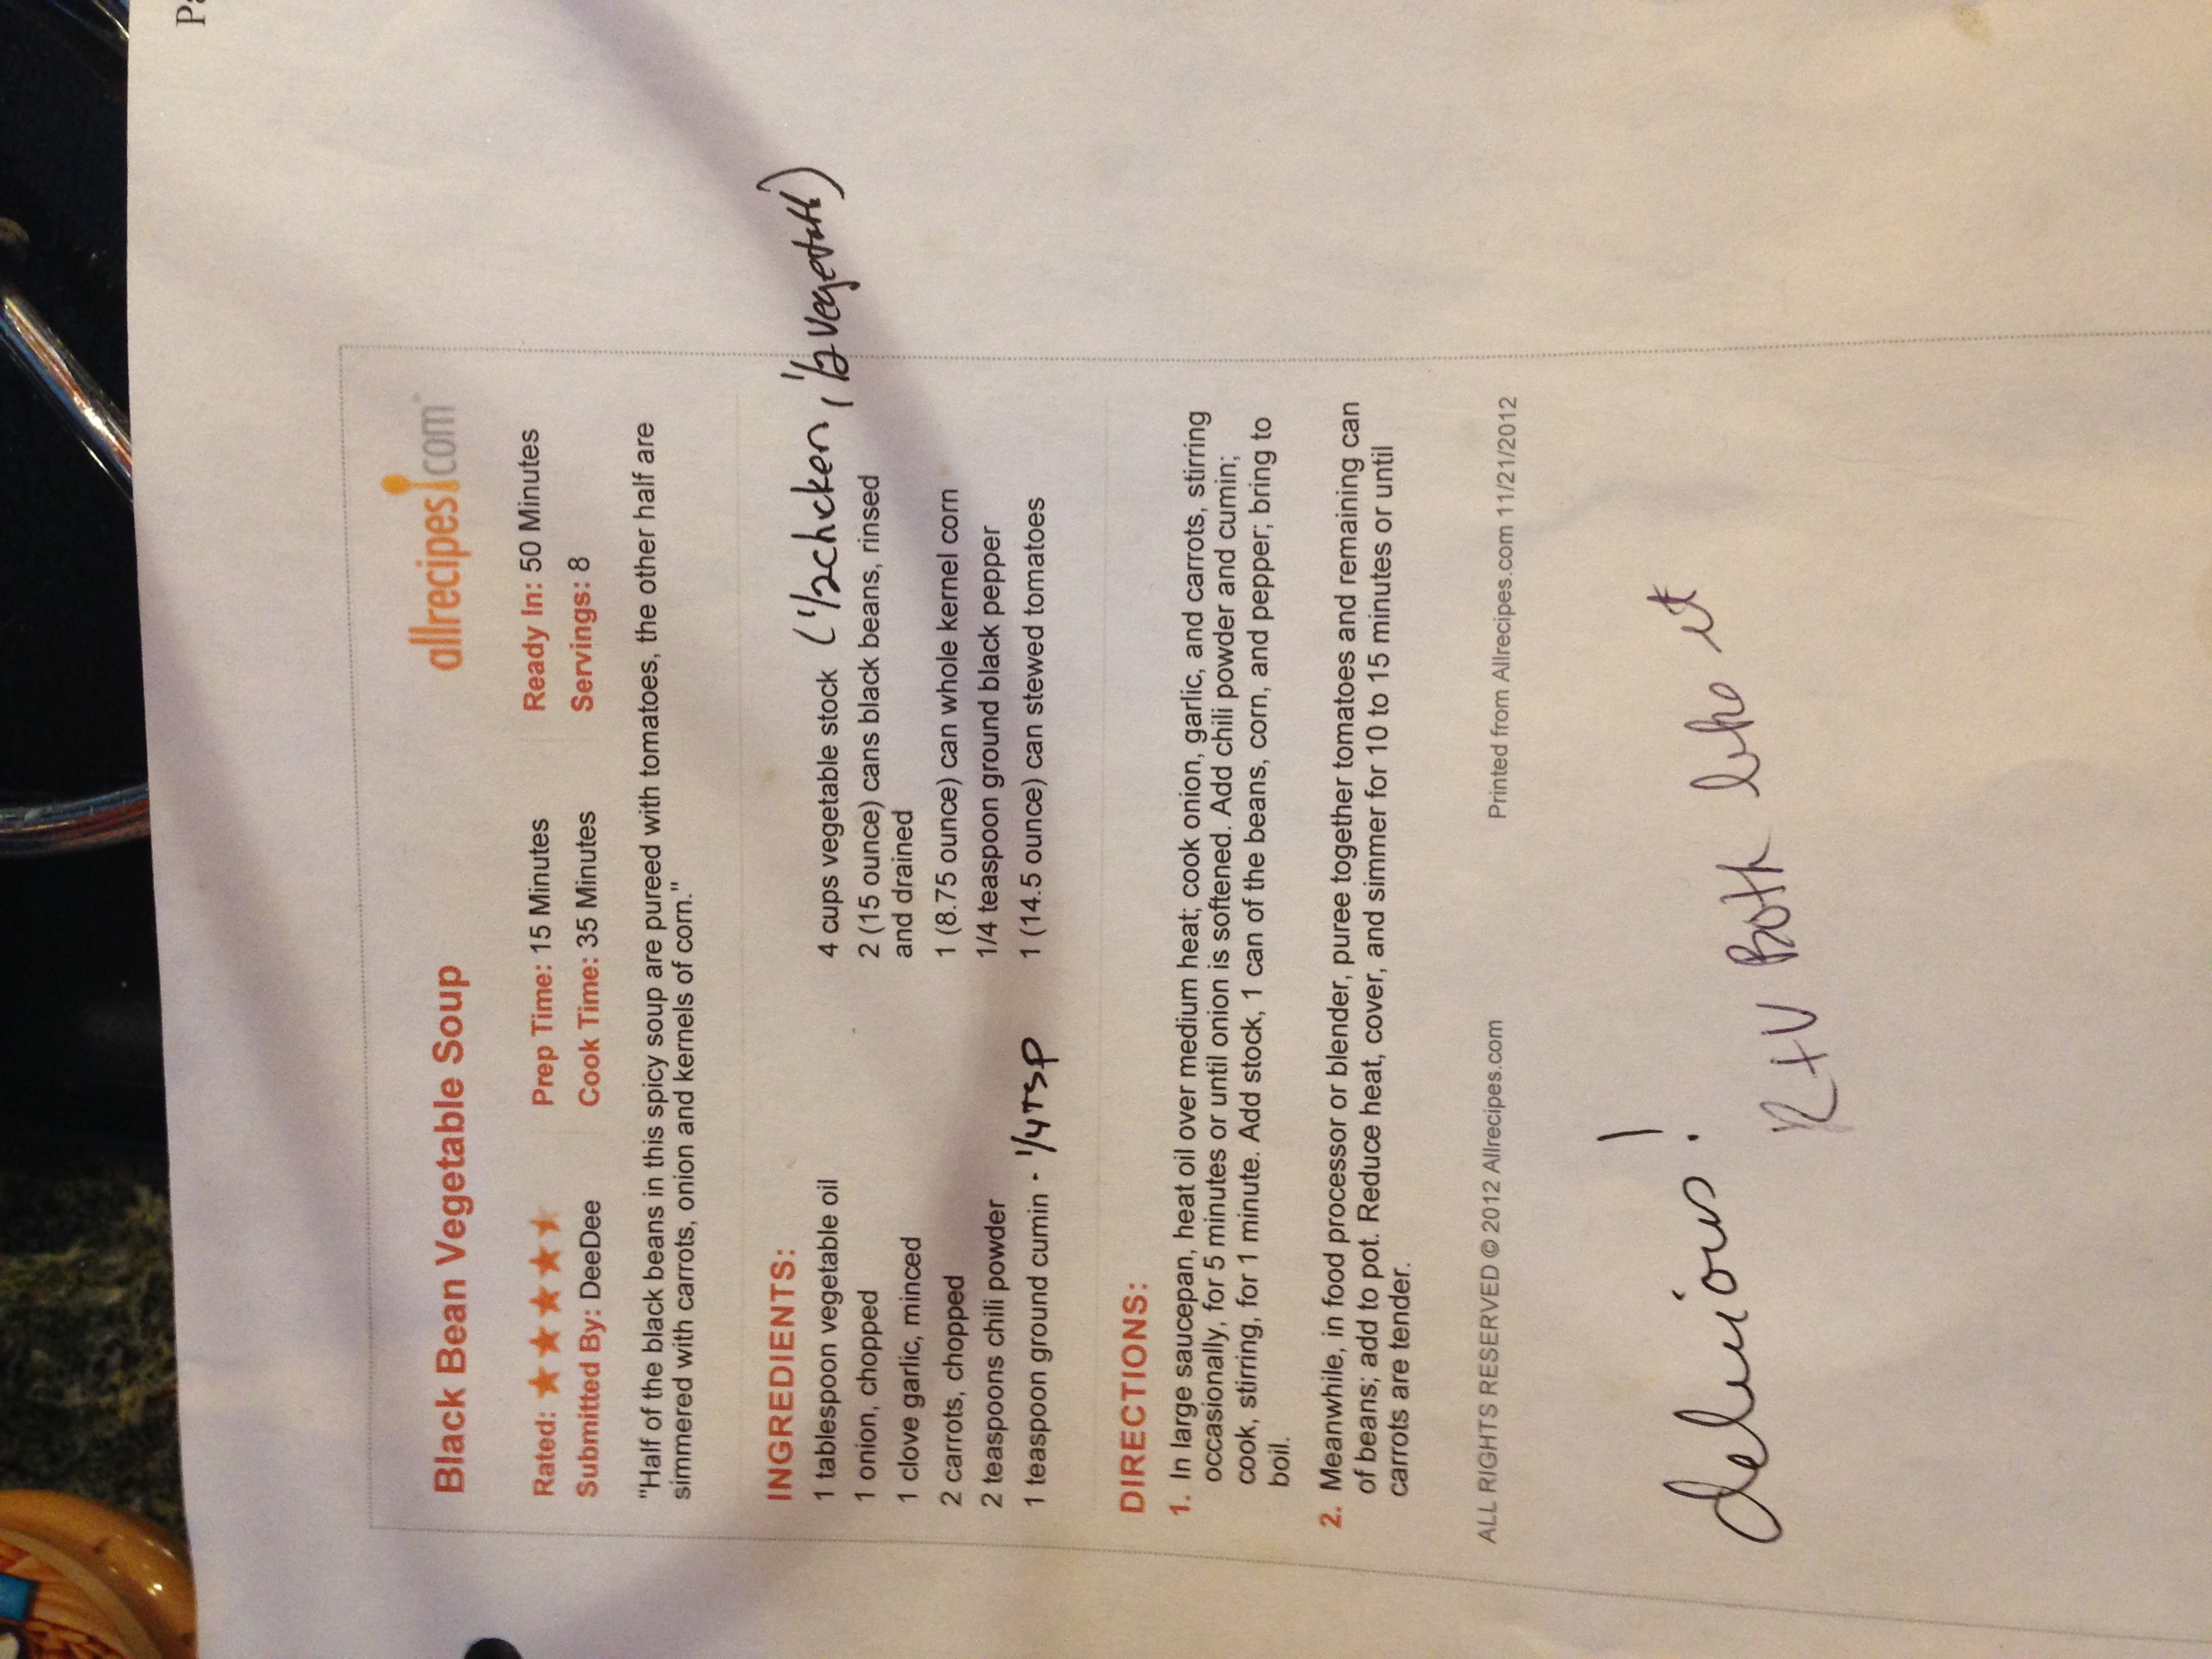 Black Bean Vegetable Soup
allrecipes.com
Rated:
Prep Time: 15 Minutes
Ready In: 50 Minutes
Submitted By: DeeDee
Cook Time: 35 Minutes
Servings: 8
"Half of the black beans in this spicy soup are pureed with tomatoes, the other half are
simmered with carrots, onion and kernels of corn."
INGREDIENTS:
1 tablespoon vegetable oil
1 onion, chopped
1 clove garlic, minced
2 carrots, chopped
2 teaspoons chili powder
1 teaspoon ground cumin - 1/4 TSP
4 cups vegetable stock (1/2 chicken, 1/2 vegetable)
2 (15 ounce) cans black beans, rinsed
and drained
1 (8.75 ounce) can whole kernel corn
1/4 teaspoon ground black pepper
1 (14.5 ounce) can stewed tomatoes
DIRECTIONS:
1. In large saucepan, heat oil over medium heat; cook onion, garlic, and carrots, stirring
occasionally, for 5 minutes or until onion is softened. Add chili powder and cumin;
cook, stirring, for 1 minute. Add stock, 1 can of the beans, corn, and pepper; bring to
boil.
2. Meanwhile, in food processor or blender, puree together tomatoes and remaining can
of beans; add to pot. Reduce heat, cover, and simmer for 10 to 15 minutes or until
carrots are tender.
ALL RIGHTS RESERVED © 2012 Allrecipes.com
Printed from Allrecipes.com 11/21/2012
delicious!
R+V Both like it